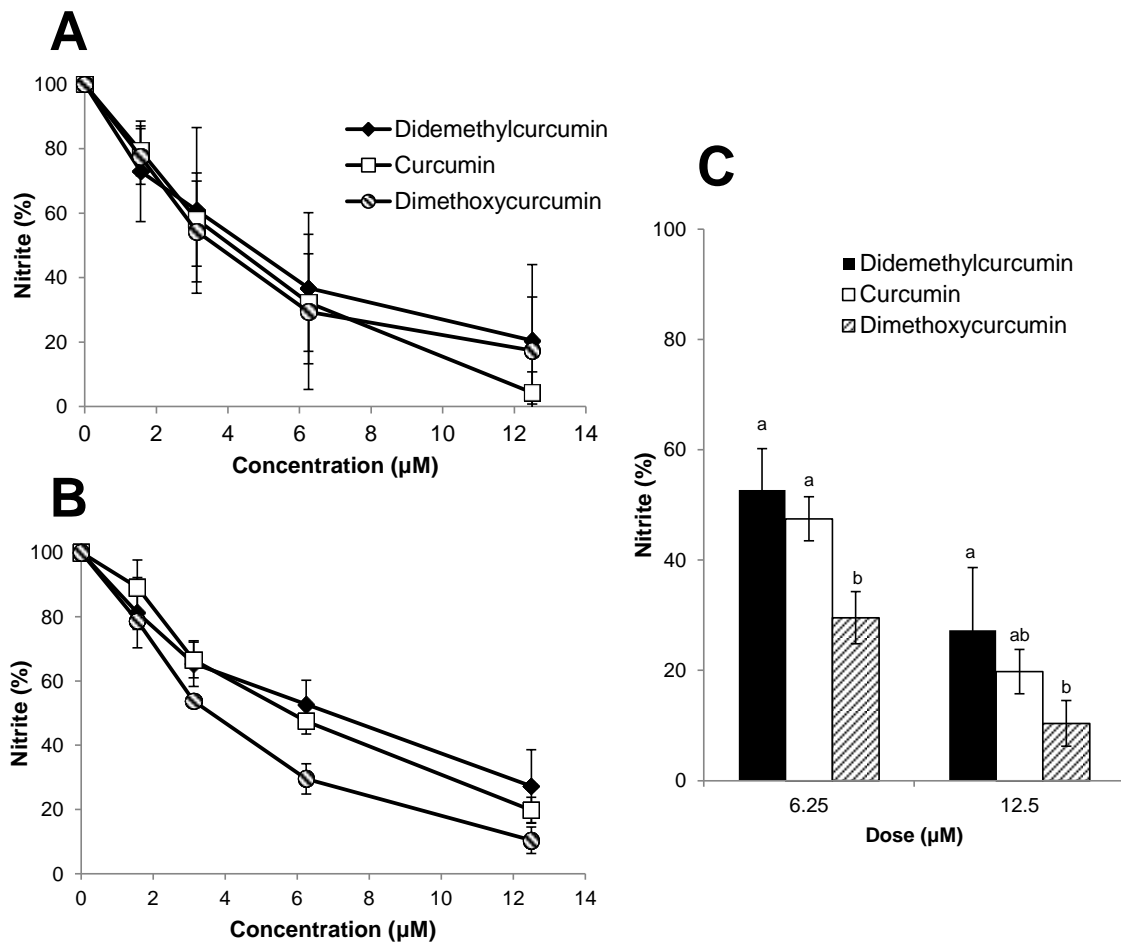 A
100
80
60
40
20
0
Nitrite (%)
Didemethylcurcumin
Curcumin
Dimethoxycurcumin
0 2 4 6 8 10 12 14
Concentration (µM)
B
100
80
60
40
20
0
Nitrite (%)
0 2 4 6 8 10 12 14
Concentration (µM)
C
100
80
60
40
20
0
Nitrite (%)
Didemethylcurcumin
Curcumin
Dimethoxycurcumin
a
a
b
a
ab
b
6.25 12.5
Dose (µM)